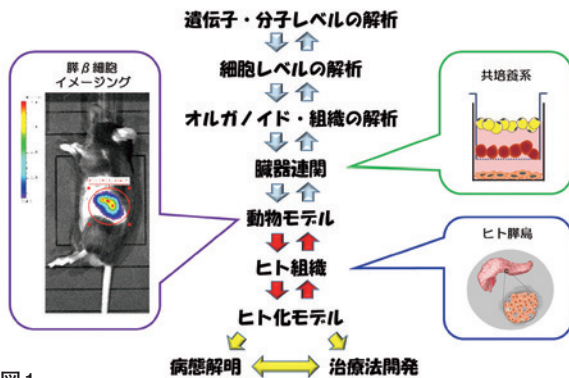 遺伝子・分子レベルの解析
細胞レベルの解析
オルガノイド・組織の解析
臓器連関
動物モデル
ヒト組織
ヒト化モデル
病態解明
治療法開発
膵β細胞
イメージング
共培養系
ヒト膵島
図1